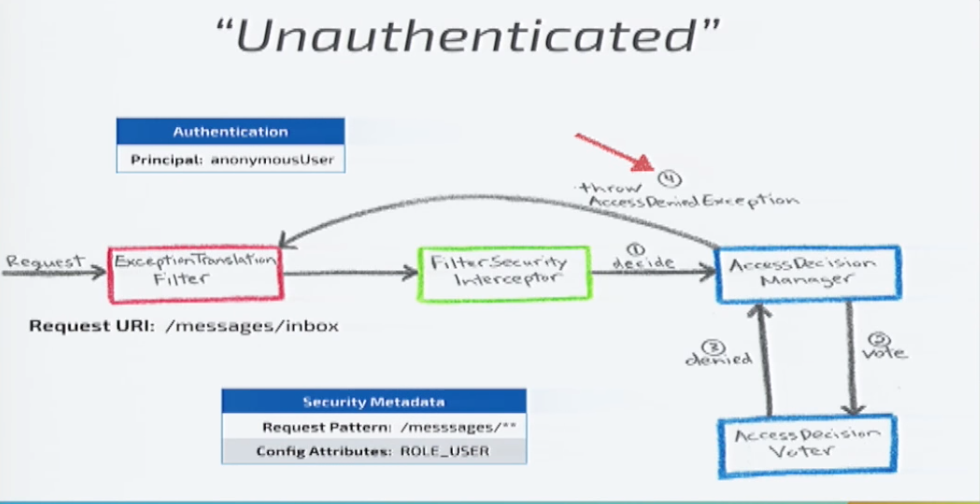 “Unauthenticated”
Authentication
Principal: anonymousUser
④
throw
AccessDeniedException
Request
ExceptionTranslation
Filter
FilterSecurity
Interceptor
①
decide
AccessDecision
Manager
Request URI: /messages/inbox
③
denied
②
vote
Security Metadata
Request Pattern: /messsages/**
Config Attributes: ROLE_USER
AccessDecision
Voter